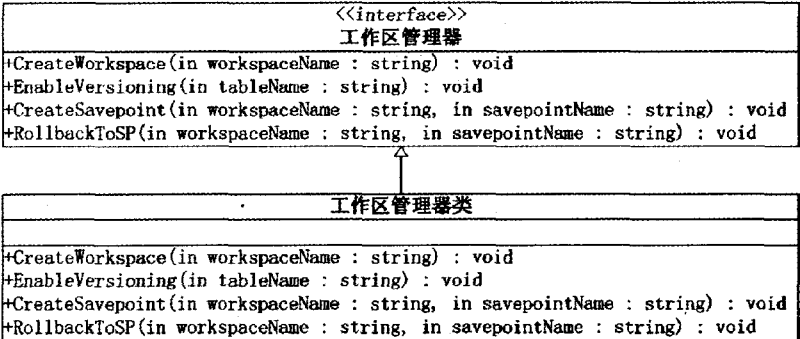 <<interface>>
工作区管理器
+CreateWorkspace(in workspaceName : string) : void
+EnableVersioning(in tableName : string) : void
+CreateSavepoint(in workspaceName : string, in savepointName : string) : void
+RollbackToSP(in workspaceName : string, in savepointName : string) : void
工作区管理器类
+CreateWorkspace(in workspaceName : string) : void
+EnableVersioning(in tableName : string) : void
+CreateSavepoint(in workspaceName : string, in savepointName : string) : void
+RollbackToSP(in workspaceName : string, in savepointName : string) : void